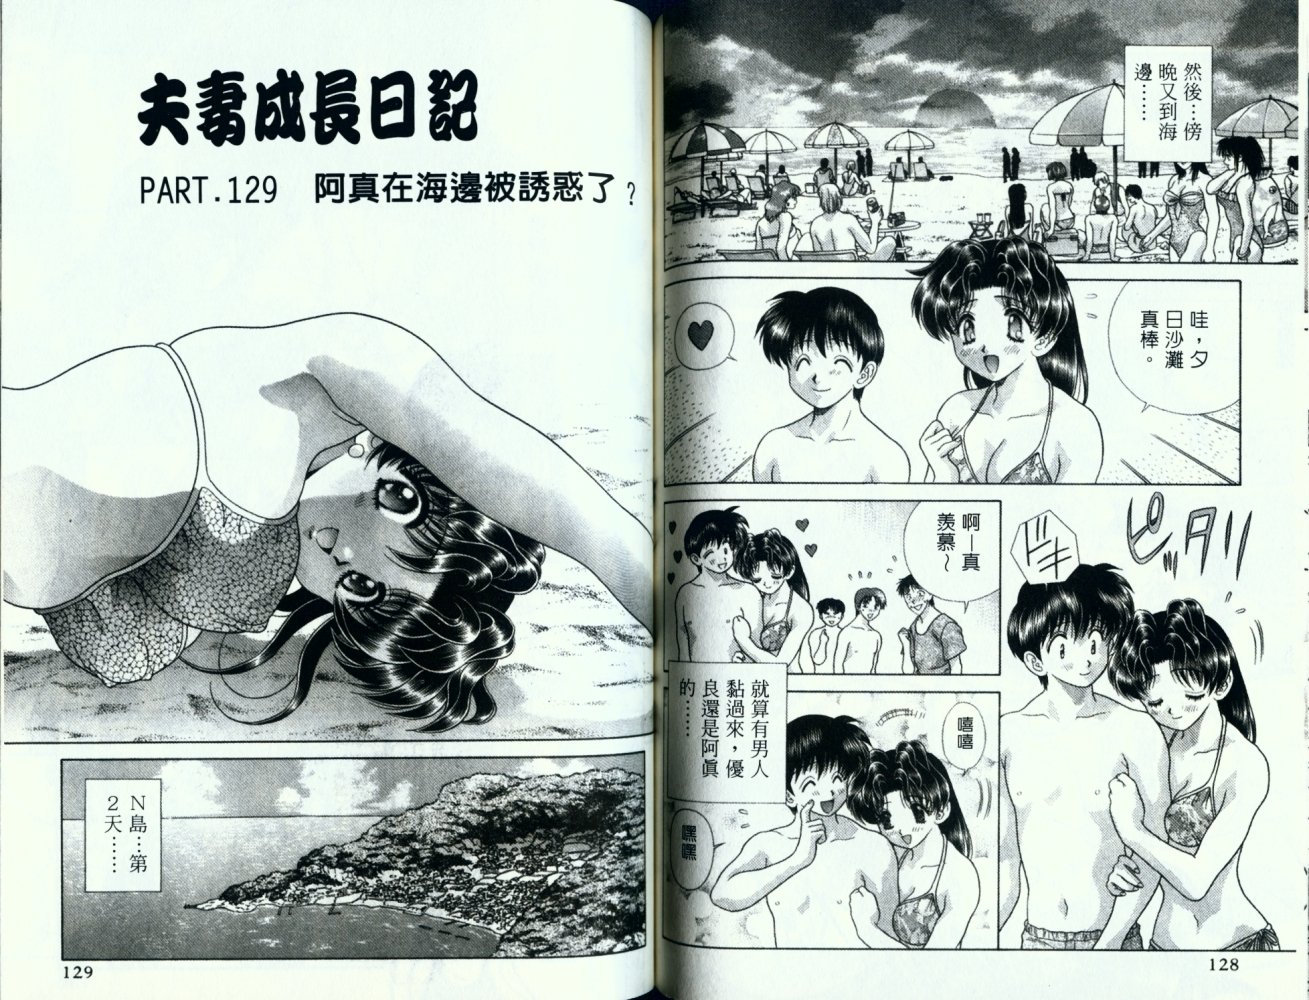 然後…傍
晚又到海
邊……
哇，夕
日沙灘
真棒。
ピッタリッ
ドキ
啊—真
羨慕～
就算有男人
黏過來，優
良還是阿眞
的……
嘻嘻
嘿嘿
128
夫妻成長日記
PART.129 阿真在海邊被誘惑了?
N島…第
2天……
129